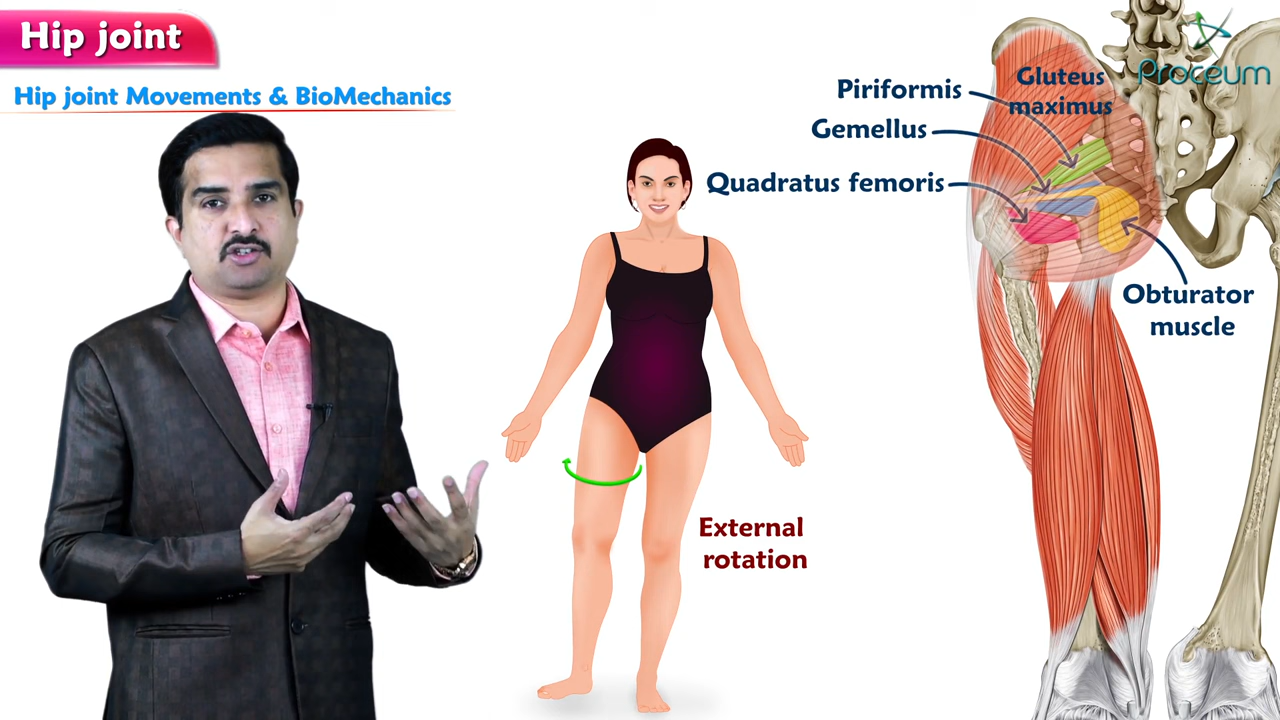 Hip joint
Hip joint Movements & BioMechanics
Proceum
Piriformis
Gluteus
maximus
Gemellus
Quadratus femoris
Obturator
muscle
External
rotation